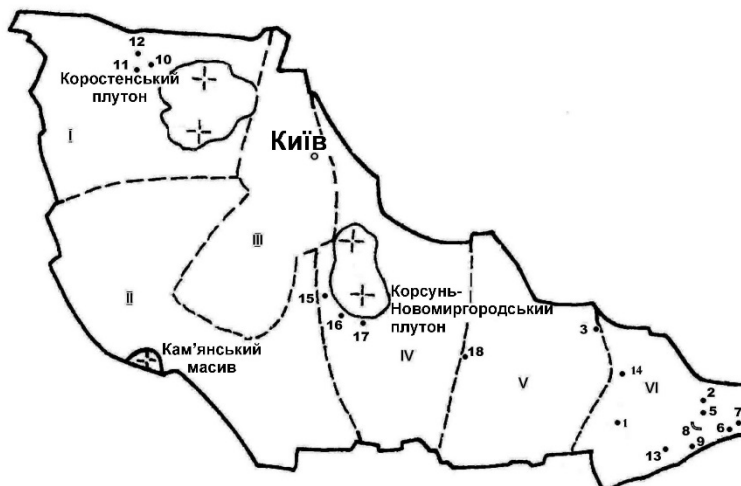 12
11
10
Коростенський
плутон
I
Київ
III
II
15
16
17
Корсунь-
Новомиргородський
плутон
Кам’янський
масив
IV
18
V
3
14
VI
1
2
5
7
8
6
13
9